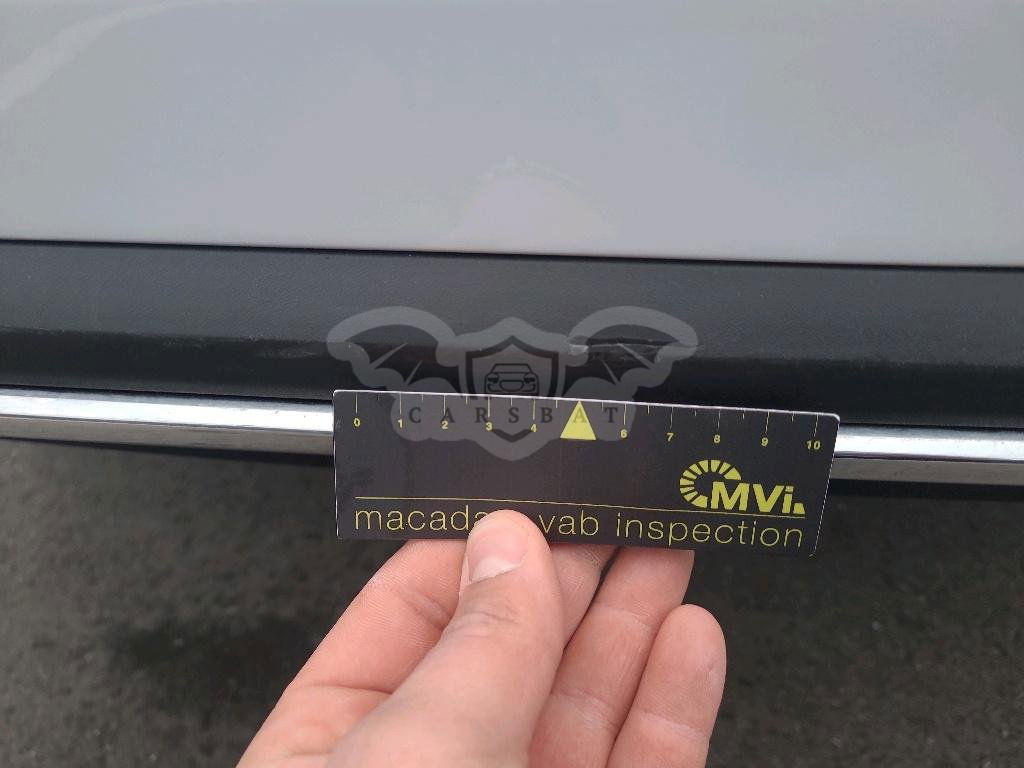 CARSBAT
0 1 2 3 4 6 7 8 9 10
MVi
macada vab inspection